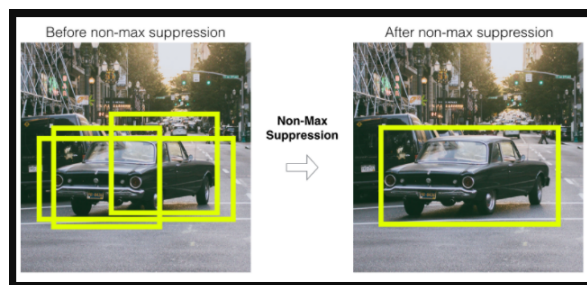 Before non-max suppression
After non-max suppression
Non-Max
Suppression